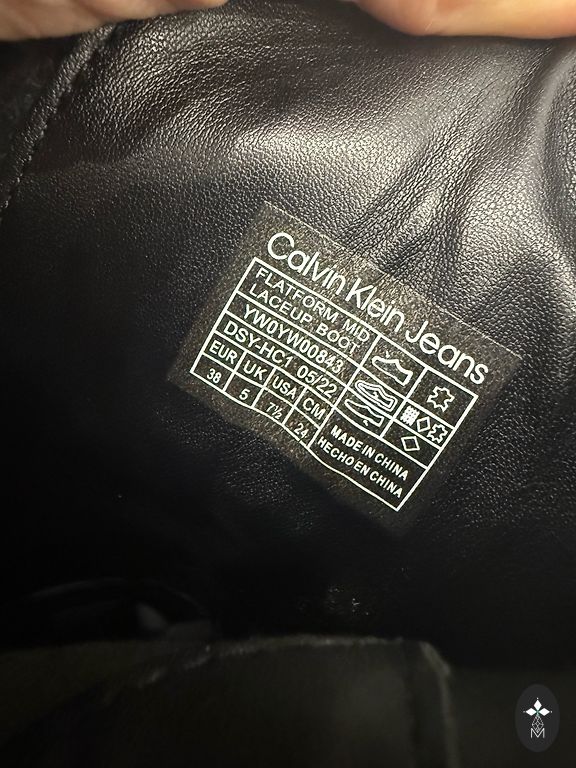 Calvin Klein Jeans
FLATFORM MID
LACEUP BOOT
YW0YW00843
DSY-HC1 05/22
EUR UK USA CM
38 5 7½ 24
MADE IN CHINA
HECHO EN CHINA
M